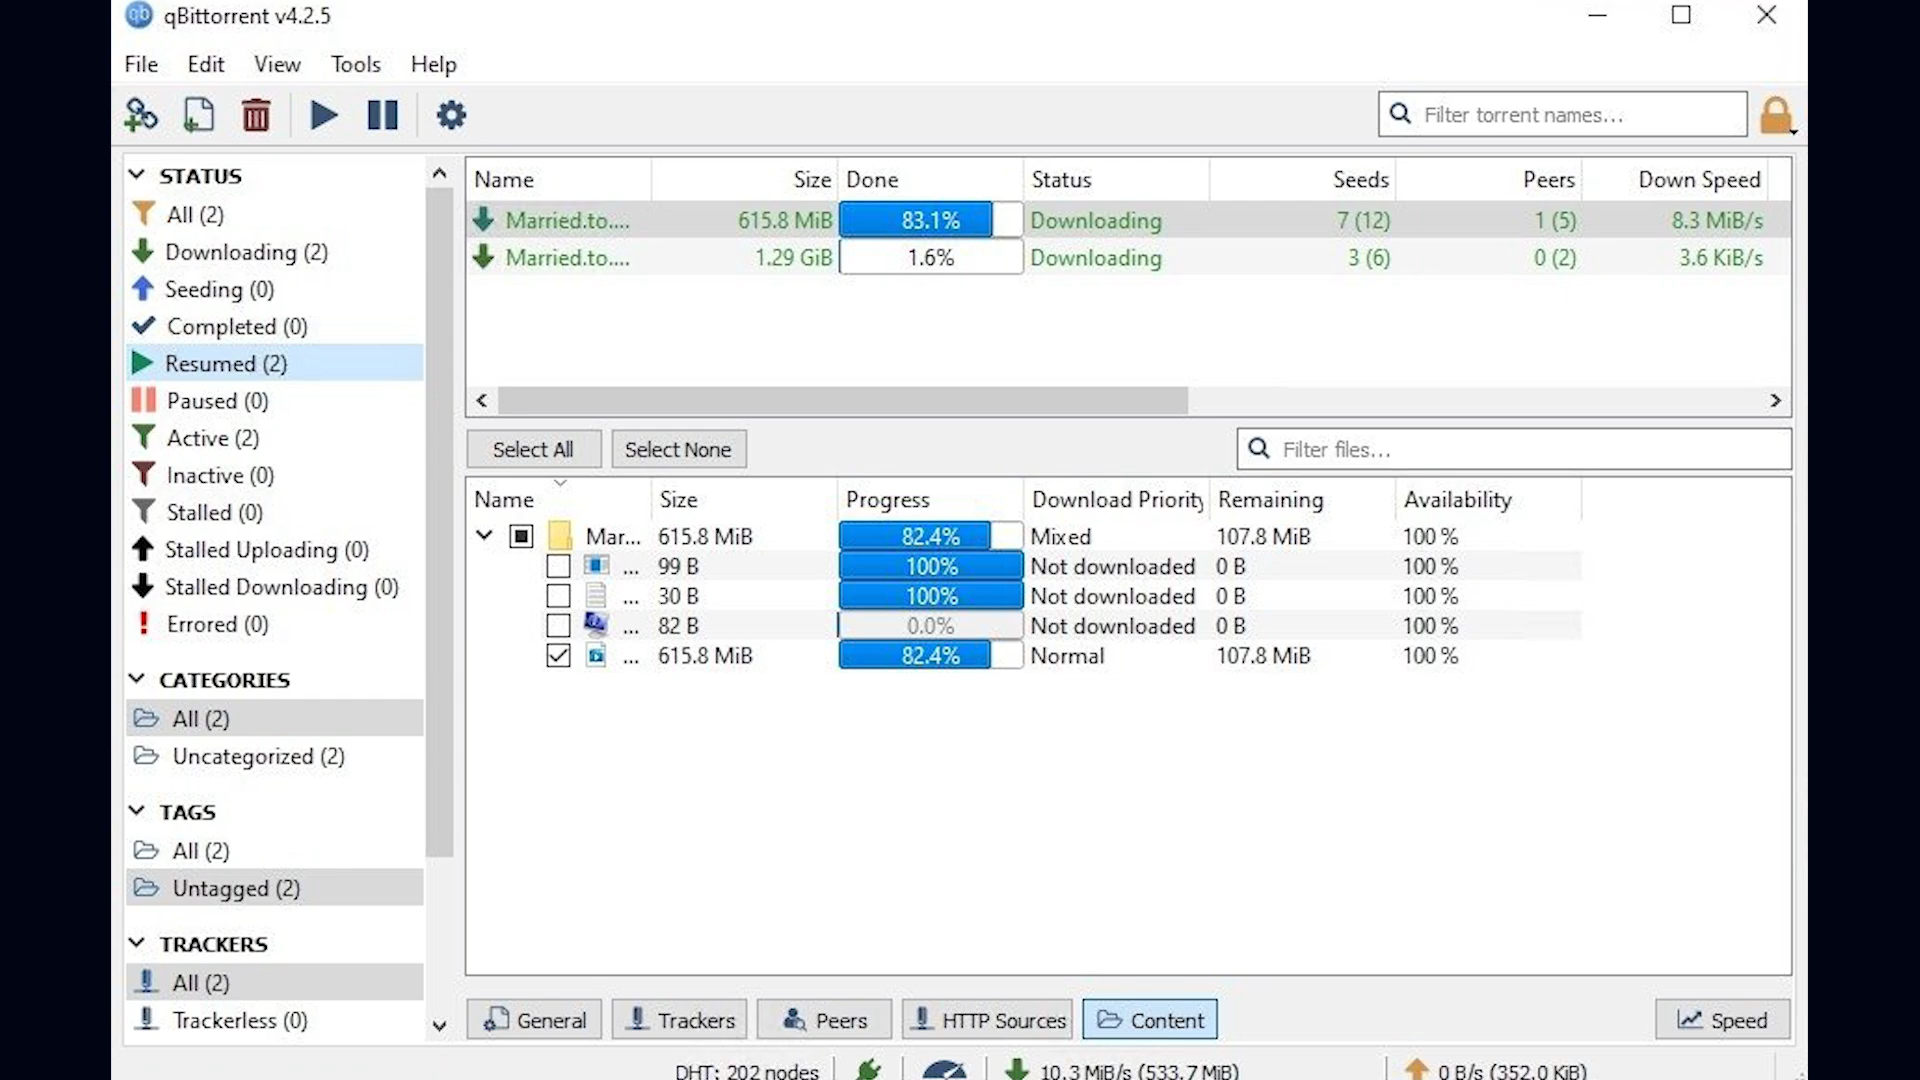 qBittorrent v4.2.5
File Edit View Tools Help
Filter torrent names...
STATUS
All (2)
Downloading (2)
Seeding (0)
Completed (0)
Resumed (2)
Paused (0)
Active (2)
Inactive (0)
Stalled (0)
Stalled Uploading (0)
Stalled Downloading (0)
Errored (0)
CATEGORIES
All (2)
Uncategorized (2)
TAGS
All (2)
Untagged (2)
TRACKERS
All (2)
Trackerless (0)
Name Size Done Status Seeds Peers Down Speed
Married.to.... 615.8 MiB 83.1% Downloading 7 (12) 1 (5) 8.3 MiB/s
Married.to.... 1.29 GiB 1.6% Downloading 3 (6) 0 (2) 3.6 KiB/s
Select All Select None Filter files...
Name Size Progress Download Priority Remaining Availability
Mar... 615.8 MiB 82.4% Mixed 107.8 MiB 100 %
... 99 B 100% Not downloaded 0 B 100 %
... 30 B 100% Not downloaded 0 B 100 %
... 82 B 0.0% Not downloaded 0 B 100 %
... 615.8 MiB 82.4% Normal 107.8 MiB 100 %
General Trackers Peers HTTP Sources Content Speed
DHT: 202 nodes 10.3 MiB/s (533.7 MiB) 0 B/s (352.0 KiB)